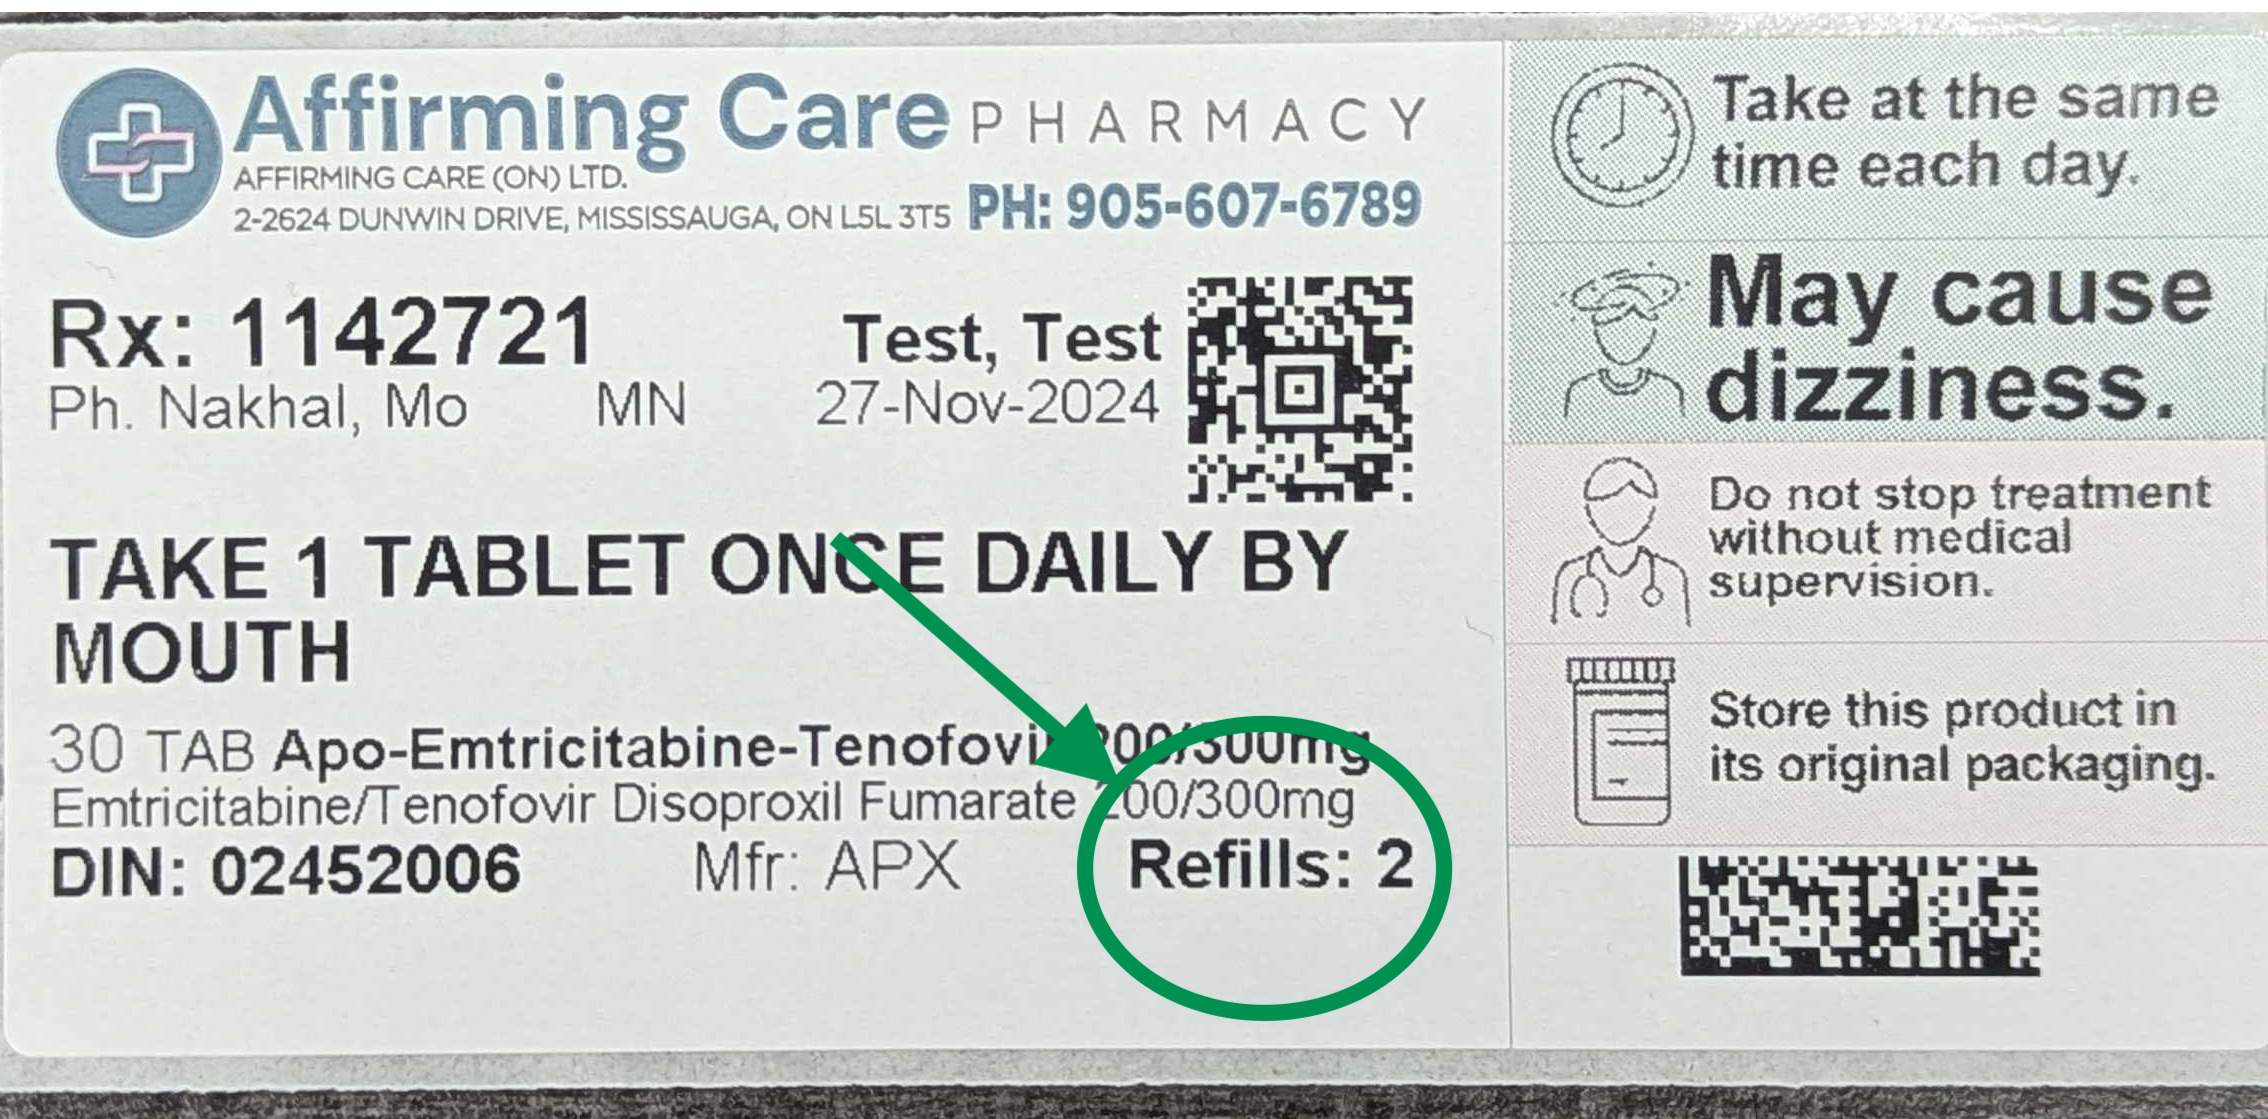 Affirming Care PHARMACY
AFFIRMING CARE (ON) LTD.
2-2624 DUNWIN DRIVE, MISSISSAUGA, ON L5L 3T5 PH: 905-607-6789
Rx: 1142721 Test, Test
Ph. Nakhal, Mo MN 27-Nov-2024
TAKE 1 TABLET ONCE DAILY BY
MOUTH
30 TAB Apo-Emtricitabine-Tenofovir 200/300mg
Emtricitabine/Tenofovir Disoproxil Fumarate 200/300mg
DIN: 02452006 Mfr: APX Refills: 2
Take at the same
time each day.
May cause
dizziness.
Do not stop treatment
without medical
supervision.
Store this product in
its original packaging.